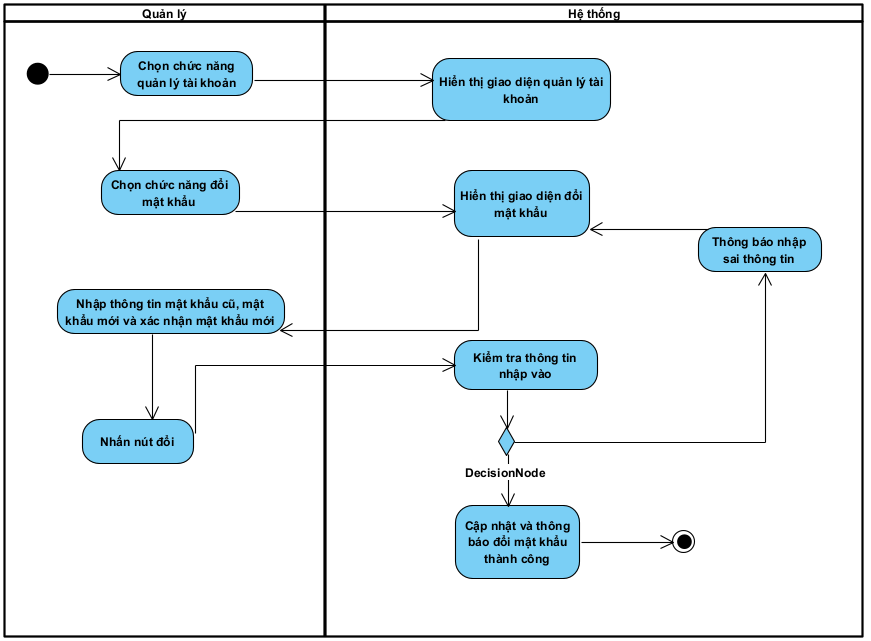 Quản lý
Hệ thống
Chọn chức năng
quản lý tài khoản
Hiển thị giao diện quản lý tài
khoản
Chọn chức năng đổi
mật khẩu
Hiển thị giao diện đổi
mật khẩu
Thông báo nhập
sai thông tin
Nhập thông tin mật khẩu cũ, mật
khẩu mới và xác nhận mật khẩu mới
Kiểm tra thông tin
nhập vào
Nhấn nút đổi
DecisionNode
Cập nhật và thông
báo đổi mật khẩu
thành công